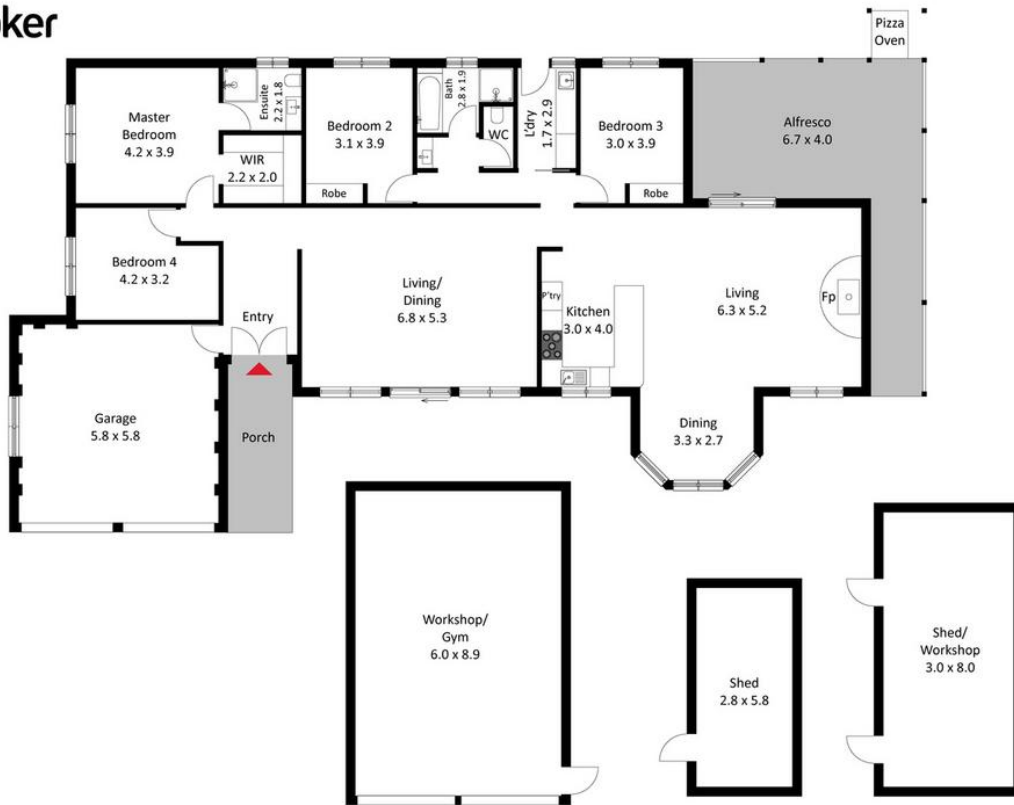 oker
Pizza
Oven
Master
Bedroom
4.2 x 3.9
Ensuite
2.2 x 1.8
WIR
2.2 x 2.0
Bedroom 2
3.1 x 3.9
Robe
Bath
2.8 x 1.9
WC
L'dry
1.7 x 2.9
Bedroom 3
3.0 x 3.9
Robe
Alfresco
6.7 x 4.0
Bedroom 4
4.2 x 3.2
Entry
Living/
Dining
6.8 x 5.3
P'try
Kitchen
3.0 x 4.0
Living
6.3 x 5.2
Fp
Garage
5.8 x 5.8
Porch
Dining
3.3 x 2.7
Workshop/
Gym
6.0 x 8.9
Shed
2.8 x 5.8
Shed/
Workshop
3.0 x 8.0